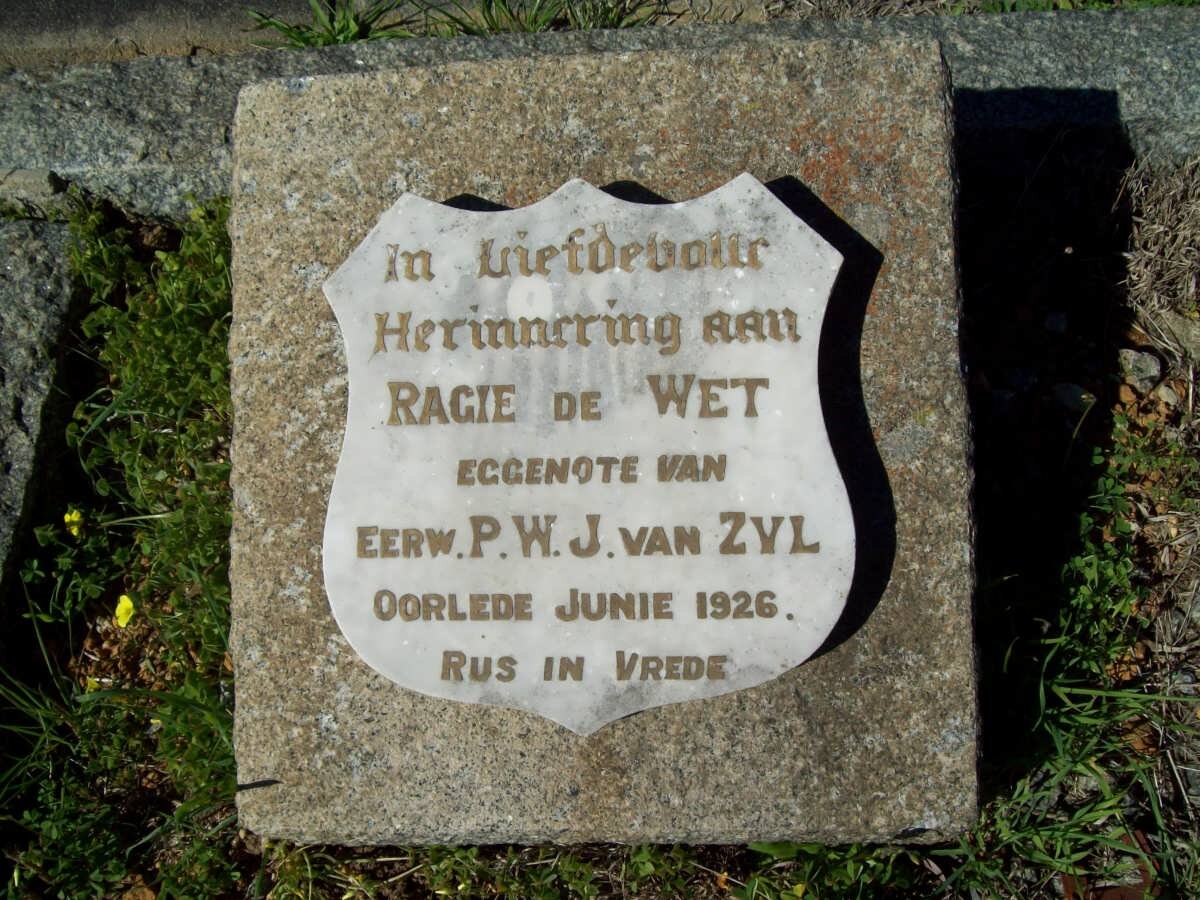 In Liefdevolle
Herinnering aan
RAGIE DE WET
EGGENOTE VAN
EERW. P. W. J. VAN ZYL
OORLEDE JUNIE 1926.
RUS IN VREDE